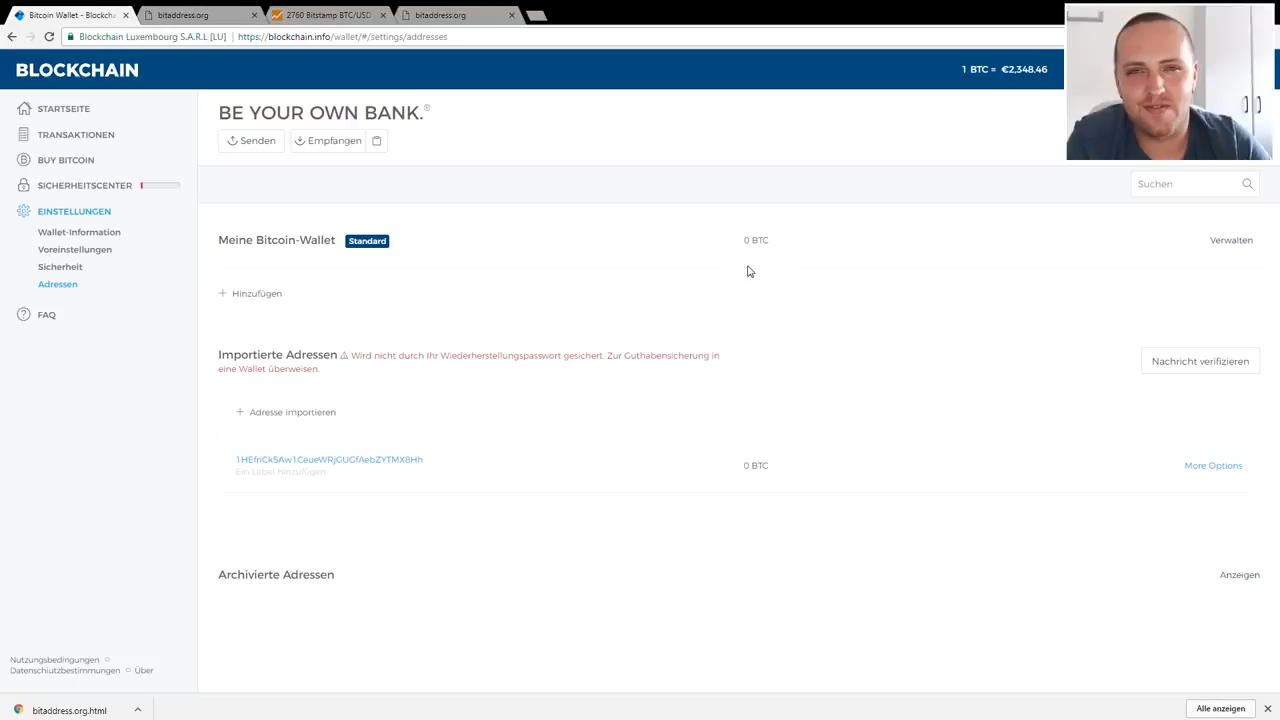 Bitcoin Wallet - Blockcha
bitaddress.org
2760 Bitstamp BTC/USD
bitaddress.org
Blockchain Luxembourg S.A.R.L [LU]
https://blockchain.info/wallet/#/settings/addresses
BLOCKCHAIN
1 BTC = €2,348.46
STARTSEITE
TRANSAKTIONEN
BUY BITCOIN
SICHERHEITSCENTER
EINSTELLUNGEN
Wallet-Information
Voreinstellungen
Sicherheit
Adressen
FAQ
BE YOUR OWN BANK.®
Senden
Empfangen
Suchen
Meine Bitcoin-Wallet Standard 0 BTC Verwalten
+ Hinzufügen
Importierte Adressen ⚠ Wird nicht durch Ihr Wiederherstellungspasswort gesichert. Zur Guthabensicherung in
eine Wallet überweisen.
Nachricht verifizieren
+ Adresse importieren
0 BTC More Options
Ein Label Hinzufügen
Archivierte Adressen Anzeigen
Nutzungsbedingungen
Datenschutzbestimmungen Über
bitaddress.org.html
Alle anzeigen